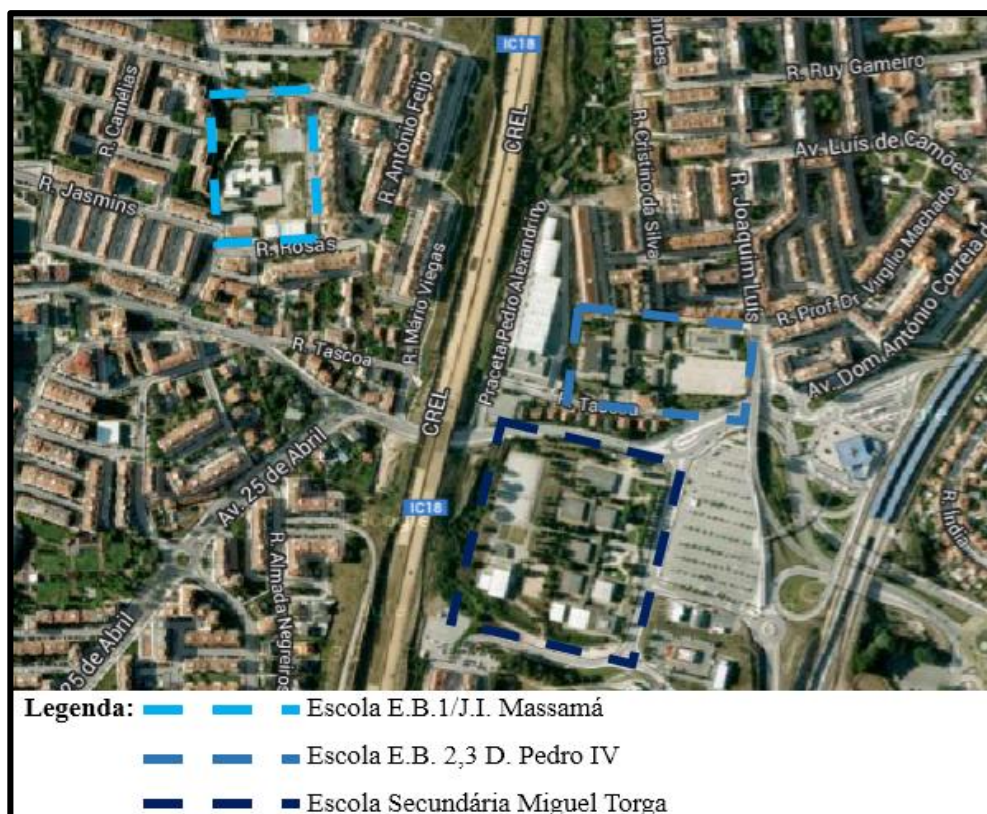 IC18
andes
R. Ruy Gameiro
R. Camélias
R. António Feijó
CREL
R. Cristino da Silva
Av. Luís de Camões
R. Jasmins
R. Joaquim Luis
R. Rosas
R. Mário Viegas
Praceta Pedro Alexandrino
R. Prof. Dr. Virgílio Machado
Av. Dom António Correia d
R. Tascoa
R. Tascoa
CREL
Av. 25 de Abril
IC18
R. Índia
R. Almada Negreiros
25 de Abril
Legenda:
Escola E.B.1/J.I. Massamá
Escola E.B. 2,3 D. Pedro IV
Escola Secundária Miguel Torga